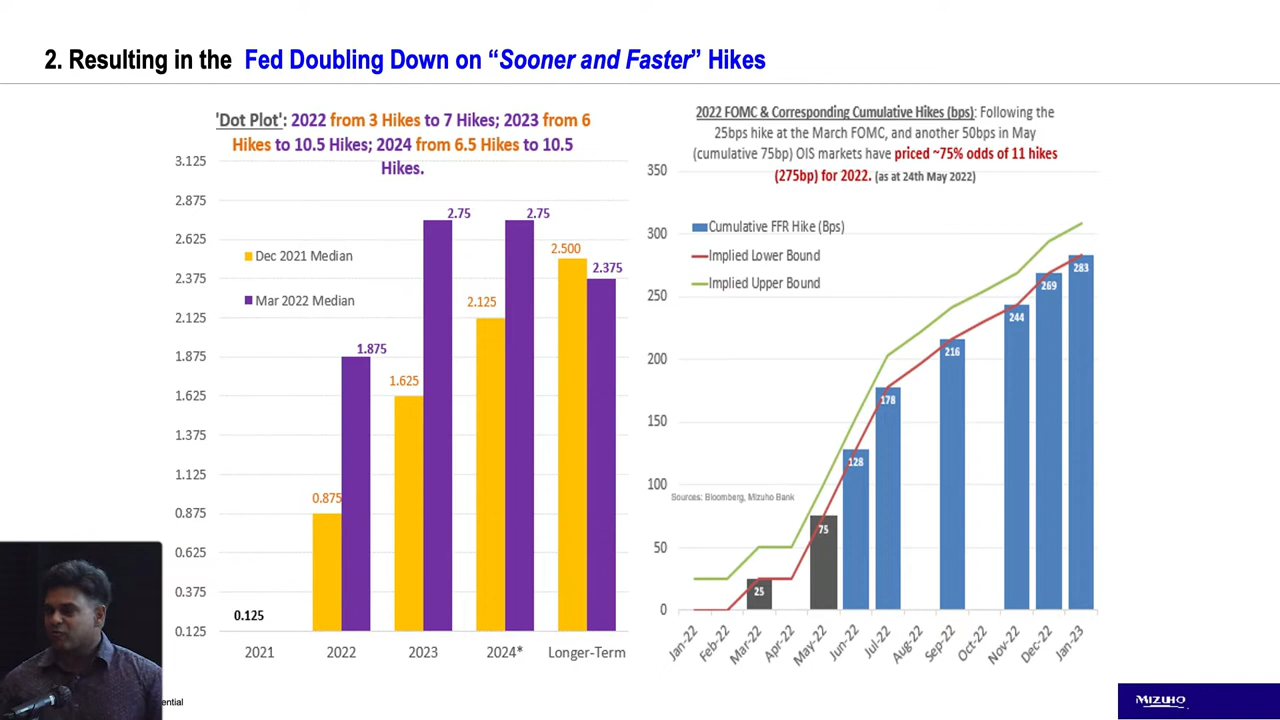 2. Resulting in the Fed Doubling Down on “Sooner and Faster” Hikes
'Dot Plot': 2022 from 3 Hikes to 7 Hikes; 2023 from 6
Hikes to 10.5 Hikes; 2024 from 6.5 Hikes to 10.5
Hikes.
3.125
2.875
2.625
2.375
2.125
1.875
1.625
1.375
1.125
0.875
0.625
0.375
0.125
Dec 2021 Median
Mar 2022 Median
0.125
0.875
1.875
1.625
2.75
2.125
2.75
2.500
2.375
2021
2022
2023
2024*
Longer-Term
2022 FOMC & Corresponding Cumulative Hikes (bps): Following the
25bps hike at the March FOMC, and another 50bps in May
(cumulative 75bp) OIS markets have priced ~75% odds of 11 hikes
(275bp) for 2022. (as at 24th May 2022)
350
300
250
200
150
100
50
0
Cumulative FFR Hike (Bps)
Implied Lower Bound
Implied Upper Bound
25
75
128
178
216
244
269
283
Sources: Bloomberg, Mizuho Bank
Jan-22
Feb-22
Mar-22
Apr-22
May-22
Jun-22
Jul-22
Aug-22
Sep-22
Oct-22
Nov-22
Dec-22
Jan-23
ential
MIZUHO